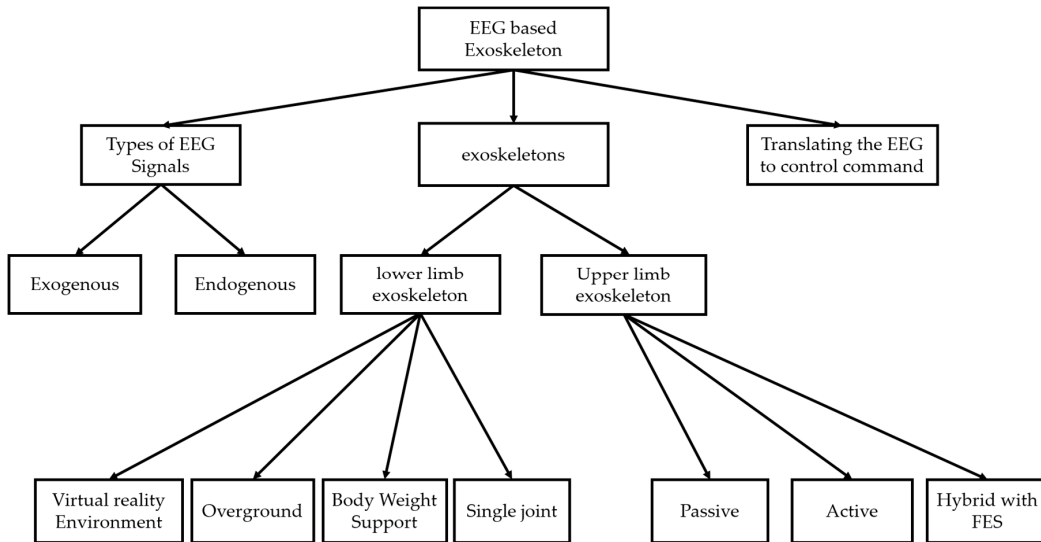 EEG based
Exoskeleton
Types of EEG
Signals
exoskeletons
Translating the EEG
to control command
Exogenous
Endogenous
lower limb
exoskeleton
Upper limb
exoskeleton
Virtual reality
Environment
Overground
Body Weight
Support
Single joint
Passive
Active
Hybrid with
FES